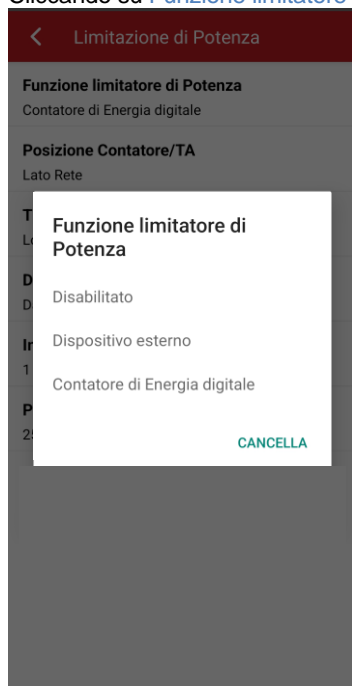 Cliccando su Funzione limitatore
Limitazione di Potenza
Funzione limitatore di Potenza
Contatore di Energia digitale
Posizione Contatore/TA
Lato Rete
T
D
D
1
P
Funzione limitatore di
Potenza
Disabilitato
Dispositivo esterno
Contatore di Energia digitale
CANCELLA